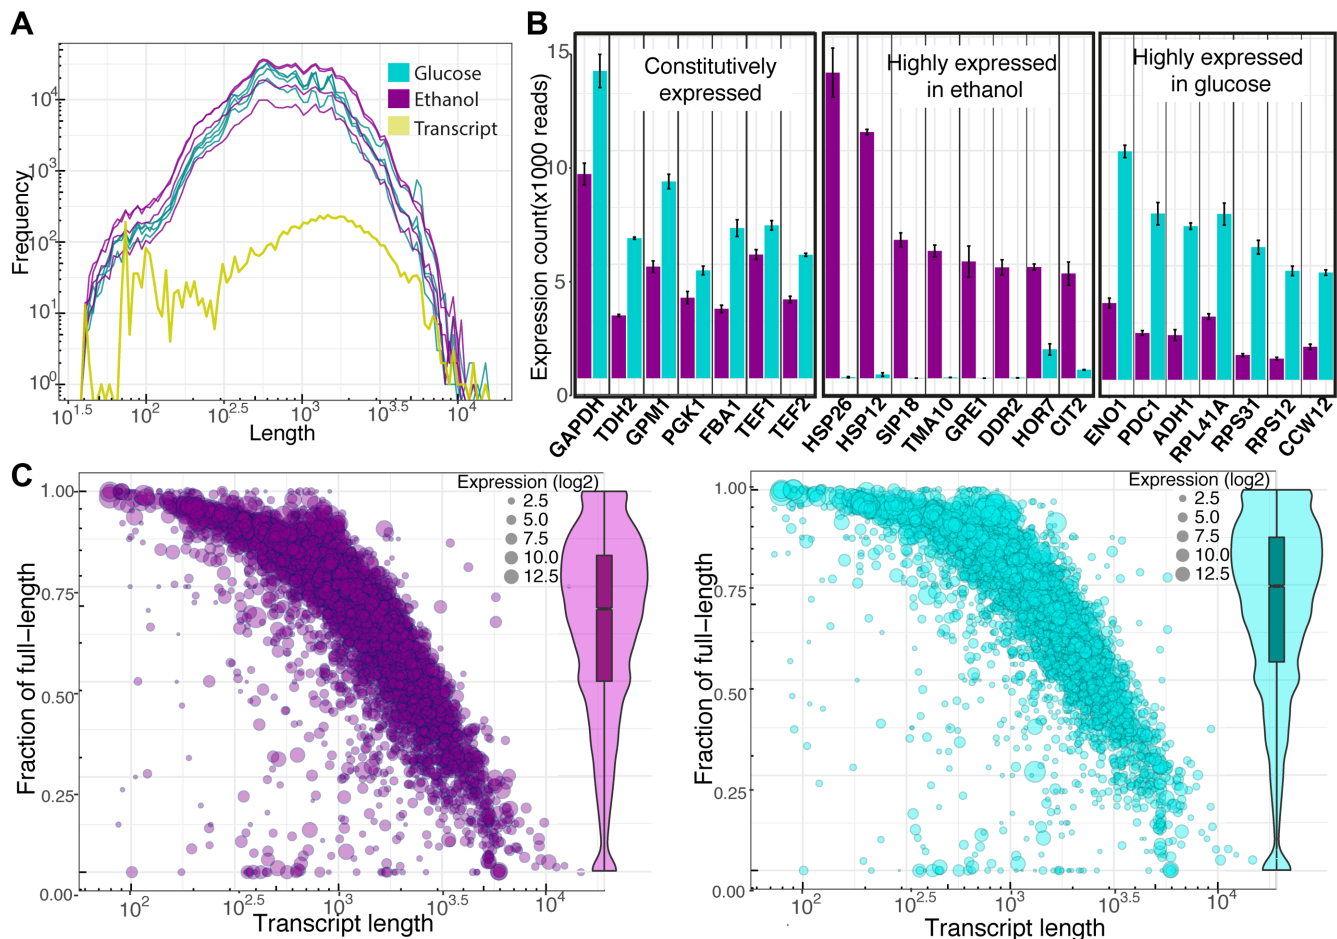 A
Frequency
10^4
10^3
10^2
10^1
10^0
10^1.5
10^2
10^2.5
10^3
10^3.5
10^4
Length
Glucose
Ethanol
Transcript
B
Expression count(x1000 reads)
15
10
5
0
Constitutively
expressed
Highly expressed
in ethanol
Highly expressed
in glucose
GAPDH
TDH2
GPM1
PGK1
FBA1
TEF1
TEF2
HSP26
HSP12
SIP18
TMA10
GRE1
DDR2
HOR7
CIT2
ENO1
PDC1
ADH1
RPL41A
RPS31
RPS12
CCW12
C
Fraction of full-length
1.00
0.75
0.50
0.25
0.00
10^2
10^2.5
10^3
10^3.5
10^4
Transcript length
Expression (log2)
2.5
5.0
7.5
10.0
12.5
Fraction of full-length
1.00
0.75
0.50
0.25
0.00
10^2
10^2.5
10^3
10^3.5
10^4
Transcript length
Expression (log2)
2.5
5.0
7.5
10.0
12.5